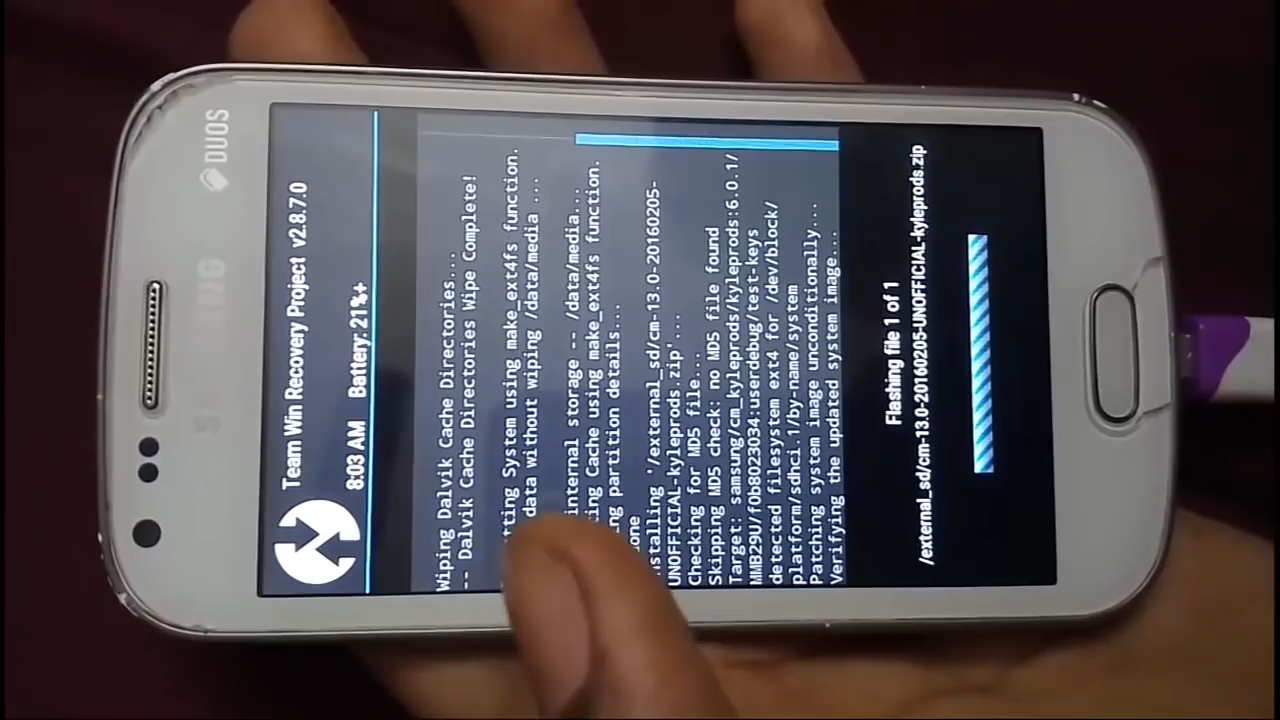 DUOS
Team Win Recovery Project v2.8.7.0
8:03 AM Battery: 21%+
Wiping Dalvik Cache Directories...
-- Dalvik Cache Directories Wipe Complete!
System using make_ext4fs function.
data without wiping /data/media ...
internal storage -- /data/media...
Cache using make_ext4fs function.
partition details...
installing '/external_sd/cm-13.0-20160205-
UNOFFICIAL-kyleprods.zip'...
Checking for MD5 file...
Skipping MD5 check: no MD5 file found
Target: samsung/cm_kyleprods/kyleprods:6.0.1/
MMB29U/f0b8023034:userdebug/test-keys
detected filesystem ext4 for /dev/block/
platform/sdhci.1/by-name/system
Patching system image unconditionally...
Verifying the updated system image...
Flashing file 1 of 1
/external_sd/cm-13.0-20160205-UNOFFICIAL-kyleprods.zip